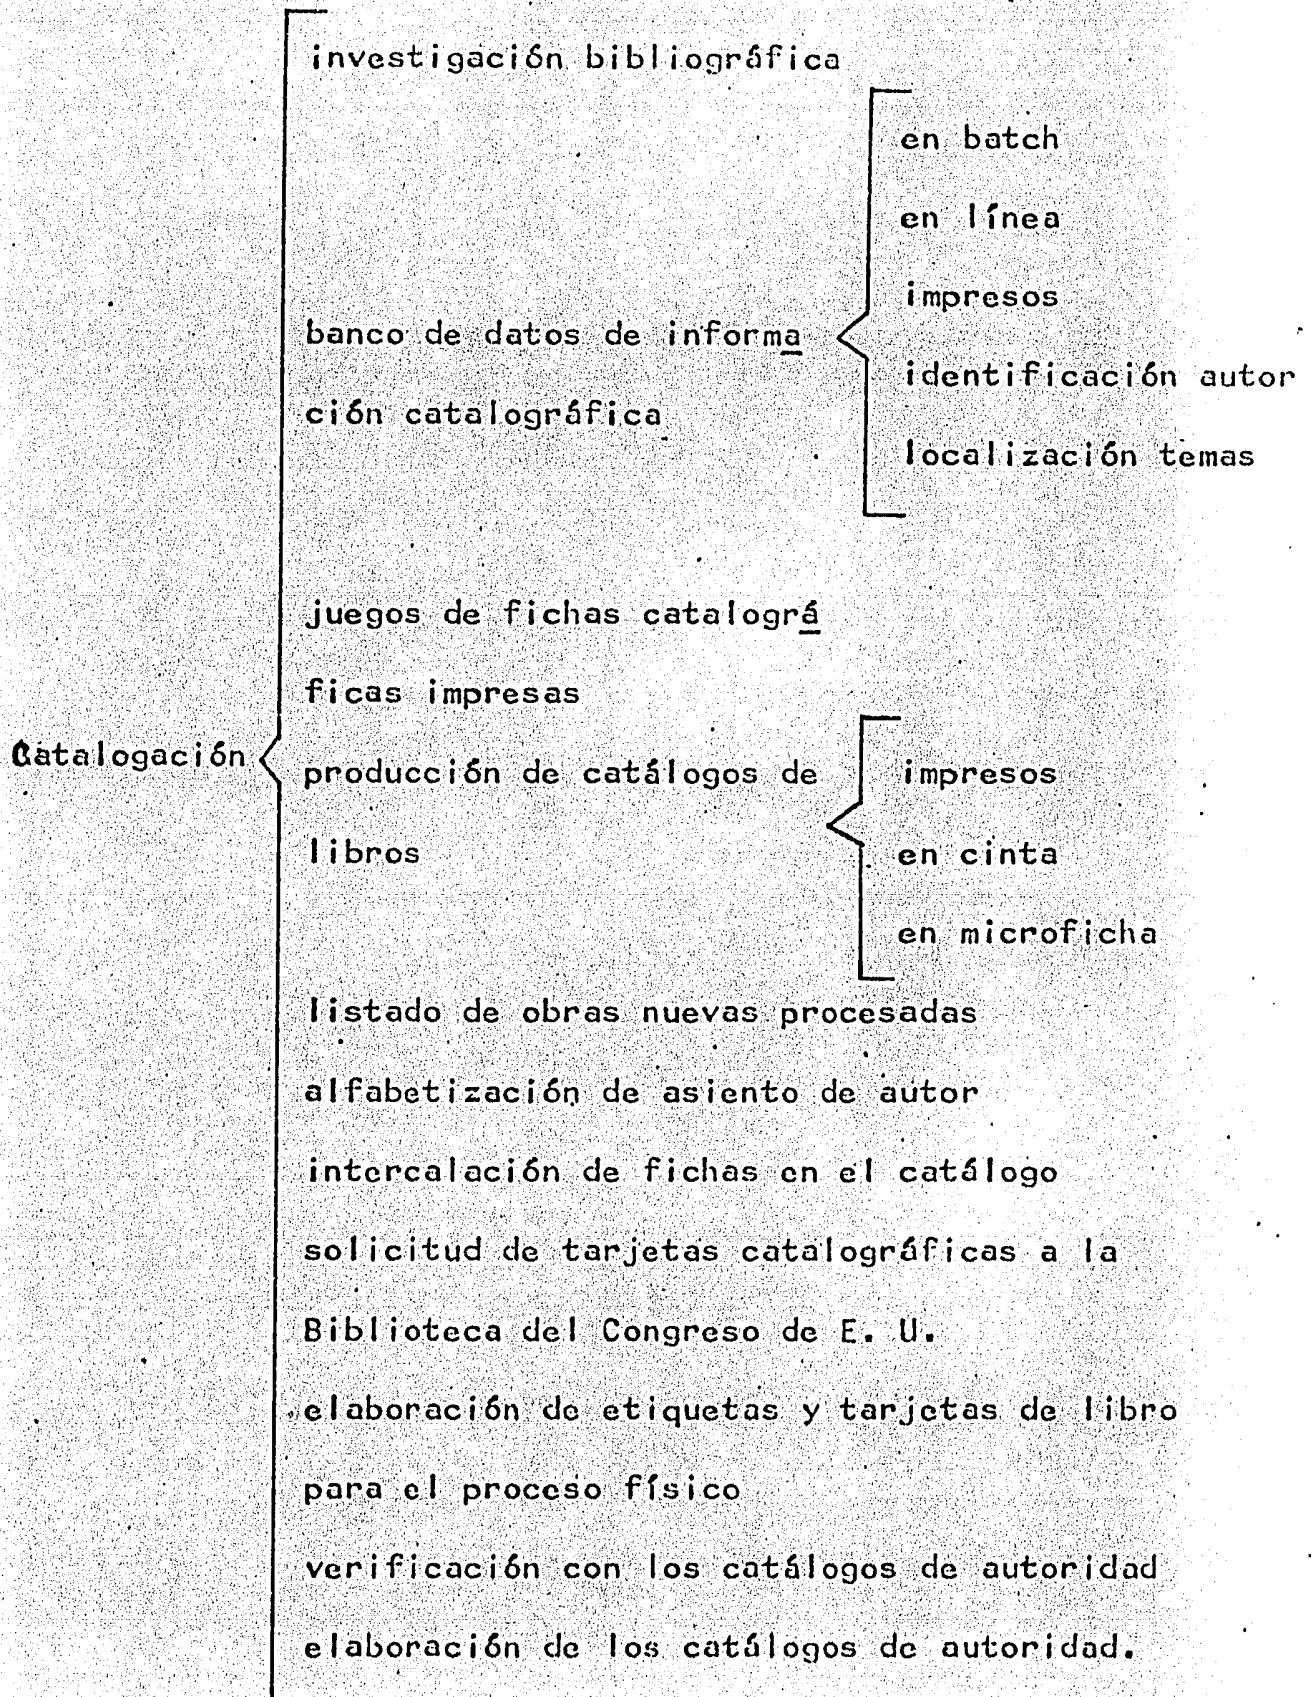 investigación bibliográfica
en batch
en línea
impresos
banco de datos de informa
identificación autor
ción catalográfica
localización temas
juegos de fichas catalográ
ficas impresas
Catalogación
producción de catálogos de
impresos
libros
en cinta
en microficha
listado de obras nuevas procesadas
alfabetización de asiento de autor
intercalación de fichas en el catálogo
solicitud de tarjetas catalográficas a la
Biblioteca del Congreso de E. U.
elaboración de etiquetas y tarjetas de libro
para el proceso físico
verificación con los catálogos de autoridad
elaboración de los catálogos de autoridad.